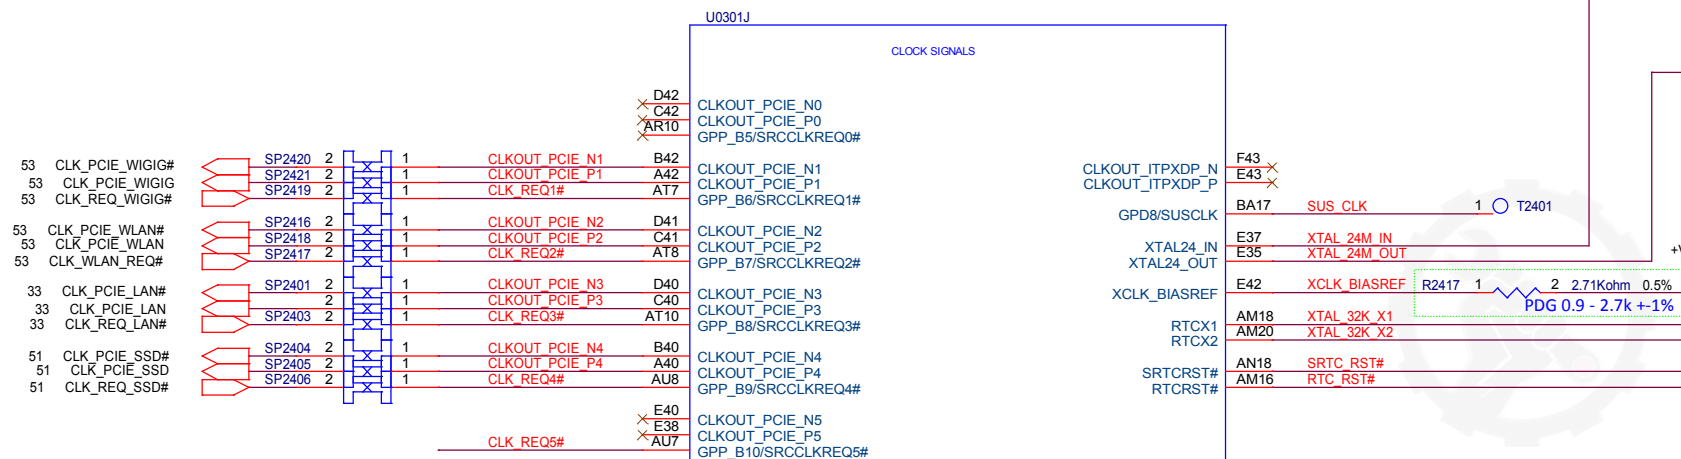 U0301J
CLOCK SIGNALS
D42 CLKOUT_PCIE_N0
C42 CLKOUT_PCIE_P0
AR10 GPP_B5/SRCCLKREQ0#
53 CLK_PCIE_WIGIG# SP2420 2 1 CLKOUT_PCIE_N1 B42 CLKOUT_PCIE_N1
53 CLK_PCIE_WIGIG SP2421 2 1 CLKOUT_PCIE_P1 A42 CLKOUT_PCIE_P1
53 CLK_REQ_WIGIG# SP2419 2 1 CLK_REQ1# AT7 GPP_B6/SRCCLKREQ1#
53 CLK_PCIE_WLAN# SP2416 2 1 CLKOUT_PCIE_N2 D41 CLKOUT_PCIE_N2
53 CLK_PCIE_WLAN SP2418 2 1 CLKOUT_PCIE_P2 C41 CLKOUT_PCIE_P2
53 CLK_WLAN_REQ# SP2417 2 1 CLK_REQ2# AT8 GPP_B7/SRCCLKREQ2#
33 CLK_PCIE_LAN# SP2401 2 1 CLKOUT_PCIE_N3 D40 CLKOUT_PCIE_N3
33 CLK_PCIE_LAN SP2402 2 1 CLKOUT_PCIE_P3 C40 CLKOUT_PCIE_P3
33 CLK_REQ_LAN# SP2403 2 1 CLK_REQ3# AT10 GPP_B8/SRCCLKREQ3#
51 CLK_PCIE_SSD# SP2404 2 1 CLKOUT_PCIE_N4 B40 CLKOUT_PCIE_N4
51 CLK_PCIE_SSD SP2405 2 1 CLKOUT_PCIE_P4 A40 CLKOUT_PCIE_P4
51 CLK_REQ_SSD# SP2406 2 1 CLK_REQ4# AU8 GPP_B9/SRCCLKREQ4#
E40 CLKOUT_PCIE_N5
E38 CLKOUT_PCIE_P5
CLK_REQ5# AU7 GPP_B10/SRCCLKREQ5#
CLKOUT_ITPXDP_N F43
CLKOUT_ITPXDP_P E43
GPD8/SUSCLK BA17 SUS_CLK 1 T2401
XTAL24_IN E37 XTAL_24M_IN
XTAL24_OUT E35 XTAL_24M_OUT
XCLK_BIASREF E42 XCLK_BIASREF R2417 1 2 2.71Kohm 0.5%
PDG 0.9 - 2.7k +-1%
RTCX1 AM18 XTAL_32K_X1
RTCX2 AM20 XTAL_32K_X2
SRTCRST# AN18 SRTC_RST#
RTCRST# AM16 RTC_RST#